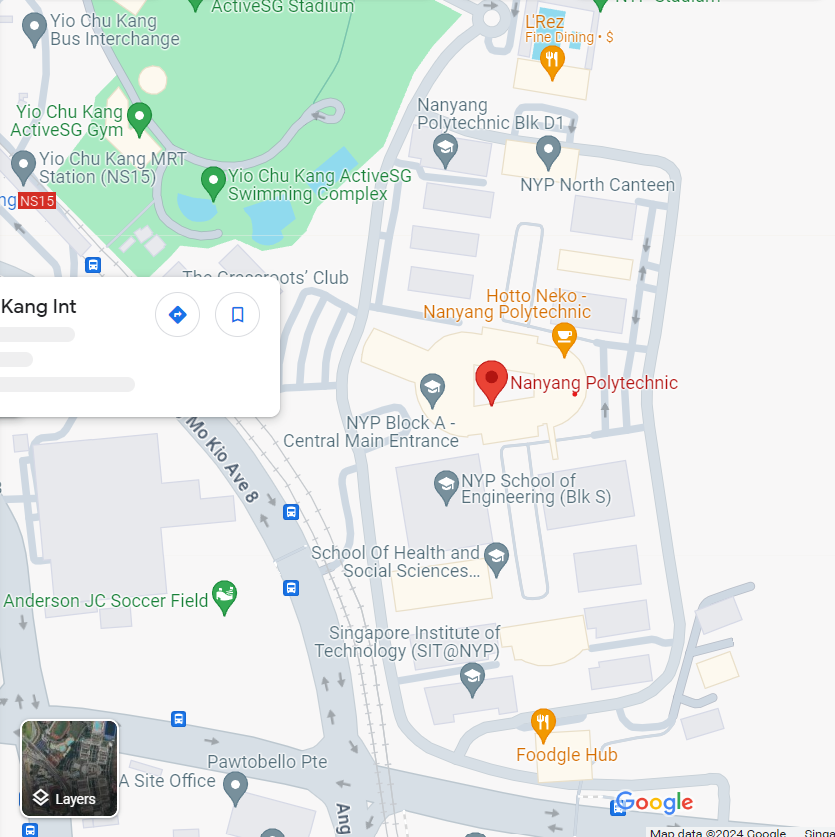 ActiveSG Stadium
NYP Stadium
Yio Chu Kang
Bus Interchange
L'Rez
Fine Dining • $
Yio Chu Kang
ActiveSG Gym
Nanyang
Polytechnic Blk D1
Yio Chu Kang MRT
Station (NS15)
Yio Chu Kang ActiveSG
Swimming Complex
NYP North Canteen
ng
NS15
The Grassroots' Club
Kang Int
Hotto Neko -
Nanyang Polytechnic
Nanyang Polytechnic
NYP Block A -
Central Main Entrance
Mo Kio Ave 8
NYP School of
Engineering (Blk S)
School Of Health and
Social Sciences...
Anderson JC Soccer Field
Singapore Institute of
Technology (SIT@NYP)
Foodgle Hub
Pawtobello Pte
A Site Office
Layers
Ang
Google
Map data ©2024 Google
Singa